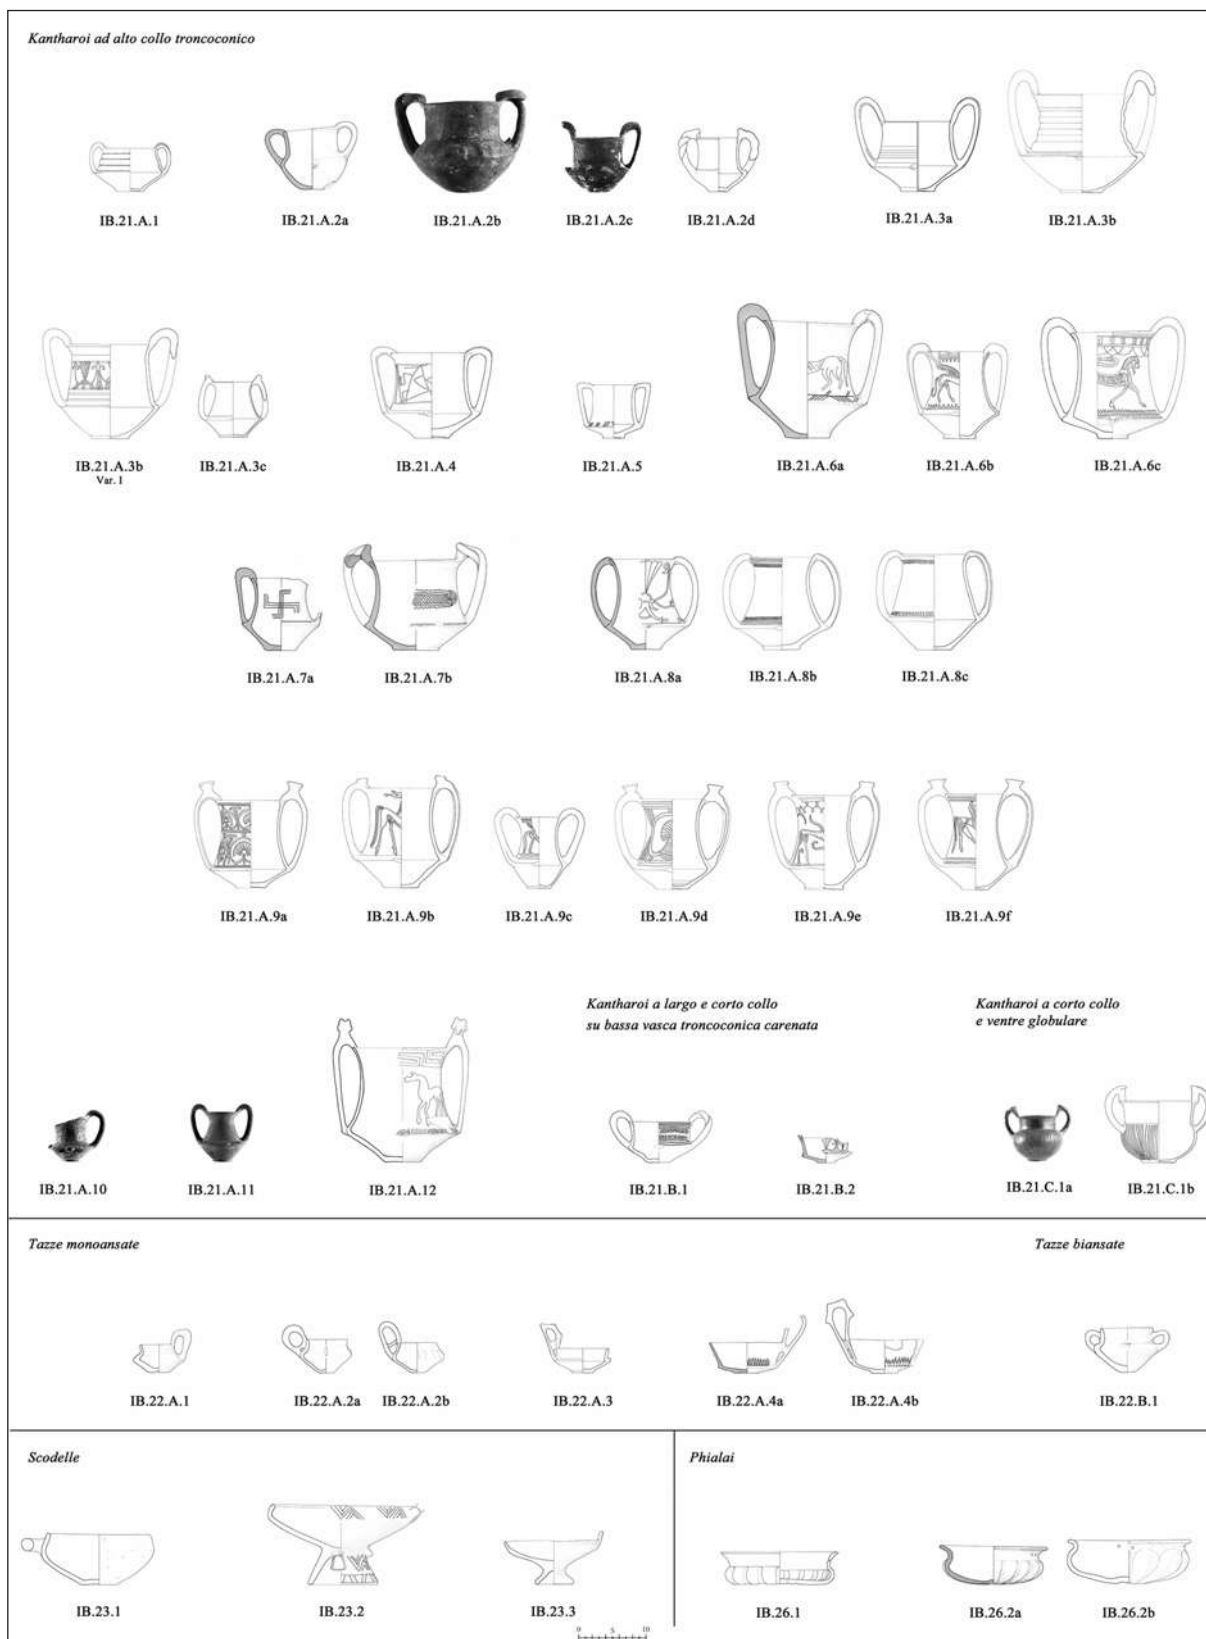 Kantharoi ad alto collo troncoconico
IB.21.A.1
IB.21.A.2a
IB.21.A.2b
IB.21.A.2c
IB.21.A.2d
IB.21.A.3a
IB.21.A.3b
IB.21.A.3b
Var. I
IB.21.A.3c
IB.21.A.4
IB.21.A.5
IB.21.A.6a
IB.21.A.6b
IB.21.A.6c
IB.21.A.7a
IB.21.A.7b
IB.21.A.8a
IB.21.A.8b
IB.21.A.8c
IB.21.A.9a
IB.21.A.9b
IB.21.A.9c
IB.21.A.9d
IB.21.A.9e
IB.21.A.9f
Kantharoi a largo e corto collo
su bassa vasca troncoconica carenata
Kantharoi a corto collo
e ventre globulare
IB.21.A.10
IB.21.A.11
IB.21.A.12
IB.21.B.1
IB.21.B.2
IB.21.C.1a
IB.21.C.1b
Tazze monoansate
Tazze biansate
IB.22.A.1
IB.22.A.2a
IB.22.A.2b
IB.22.A.3
IB.22.A.4a
IB.22.A.4b
IB.22.B.1
Scodelle
Phialai
IB.23.1
IB.23.2
IB.23.3
IB.26.1
IB.26.2a
IB.26.2b
0 5 10